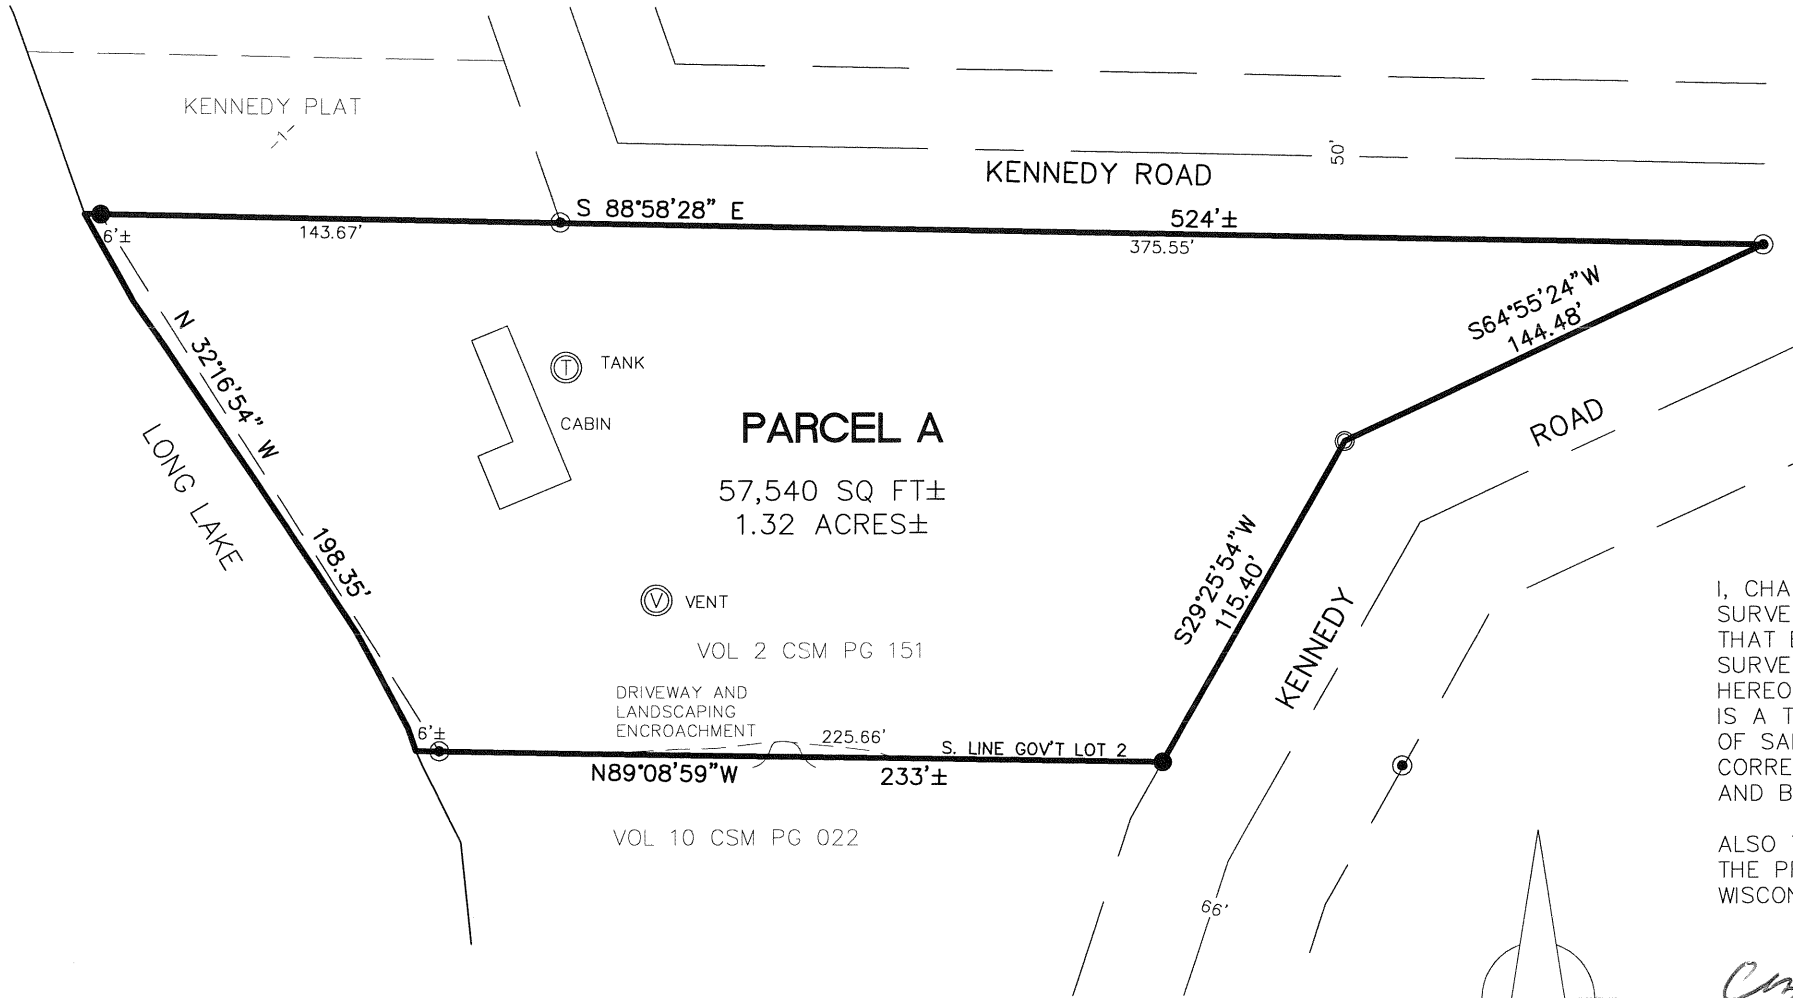 KENNEDY PLAT
-1-
50'
KENNEDY ROAD
S 88°58'28" E
524'±
6'±
143.67'
375.55'
N 32°16'54" W
198.35'
S64°55'24"W
144.48'
TANK
T
CABIN
PARCEL A
57,540 SQ FT±
1.32 ACRES±
LONG LAKE
ROAD
KENNEDY
S29°25'54"W
115.40'
V
VENT
VOL 2 CSM PG 151
DRIVEWAY AND
LANDSCAPING
ENCROACHMENT
6'±
225.66'
S. LINE GOV'T LOT 2
N89°08'59"W
233'±
VOL 10 CSM PG 022
66'
I, CHA
SURVE
THAT
SURVE
HEREO
IS A T
OF SA
CORRE
AND B
ALSO
THE P
WISCON